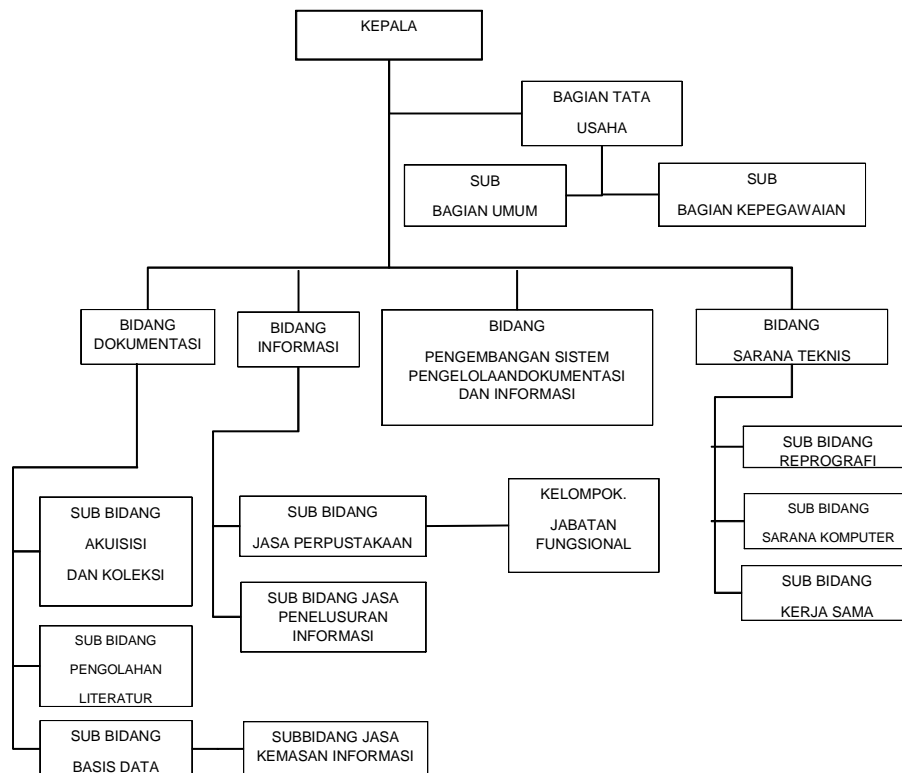 KEPALA
BAGIAN TATA
USAHA
SUB
BAGIAN UMUM
SUB
BAGIAN KEPEGAWAIAN
BIDANG
DOKUMENTASI
BIDANG
INFORMASI
BIDANG
PENGEMBANGAN SISTEM
PENGELOLAANDOKUMENTASI
DAN INFORMASI
BIDANG
SARANA TEKNIS
SUB BIDANG
REPROGRAFI
SUB BIDANG
SARANA KOMPUTER
SUB BIDANG
KERJA SAMA
SUB BIDANG
AKUISISI
DAN KOLEKSI
SUB BIDANG
JASA PERPUSTAKAAN
KELOMPOK.
JABATAN
FUNGSIONAL
SUB BIDANG JASA
PENELUSURAN
INFORMASI
SUB BIDANG
PENGOLAHAN
LITERATUR
SUB BIDANG
BASIS DATA
SUBBIDANG JASA
KEMASAN INFORMASI